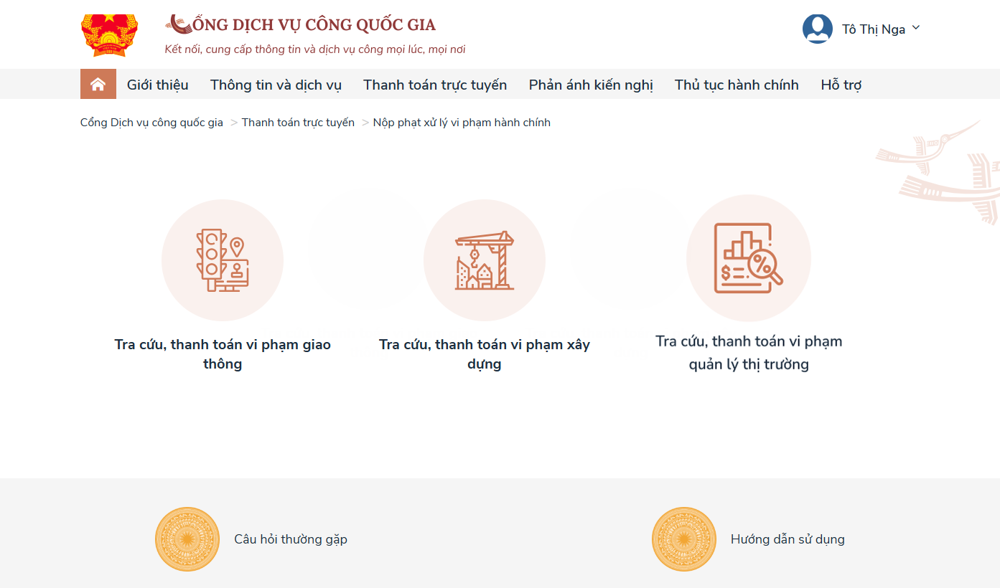 CỔNG DỊCH VỤ CÔNG QUỐC GIA
Kết nối, cung cấp thông tin và dịch vụ công mọi lúc, mọi nơi
Tô Thị Nga
Giới thiệu Thông tin và dịch vụ Thanh toán trực tuyến Phản ánh kiến nghị Thủ tục hành chính Hỗ trợ
Cổng Dịch vụ công quốc gia > Thanh toán trực tuyến > Nộp phạt xử lý vi phạm hành chính
Tra cứu, thanh toán vi phạm giao
thông
Tra cứu, thanh toán vi phạm xây
dựng
Tra cứu, thanh toán vi phạm
quản lý thị trường
Câu hỏi thường gặp
Hướng dẫn sử dụng